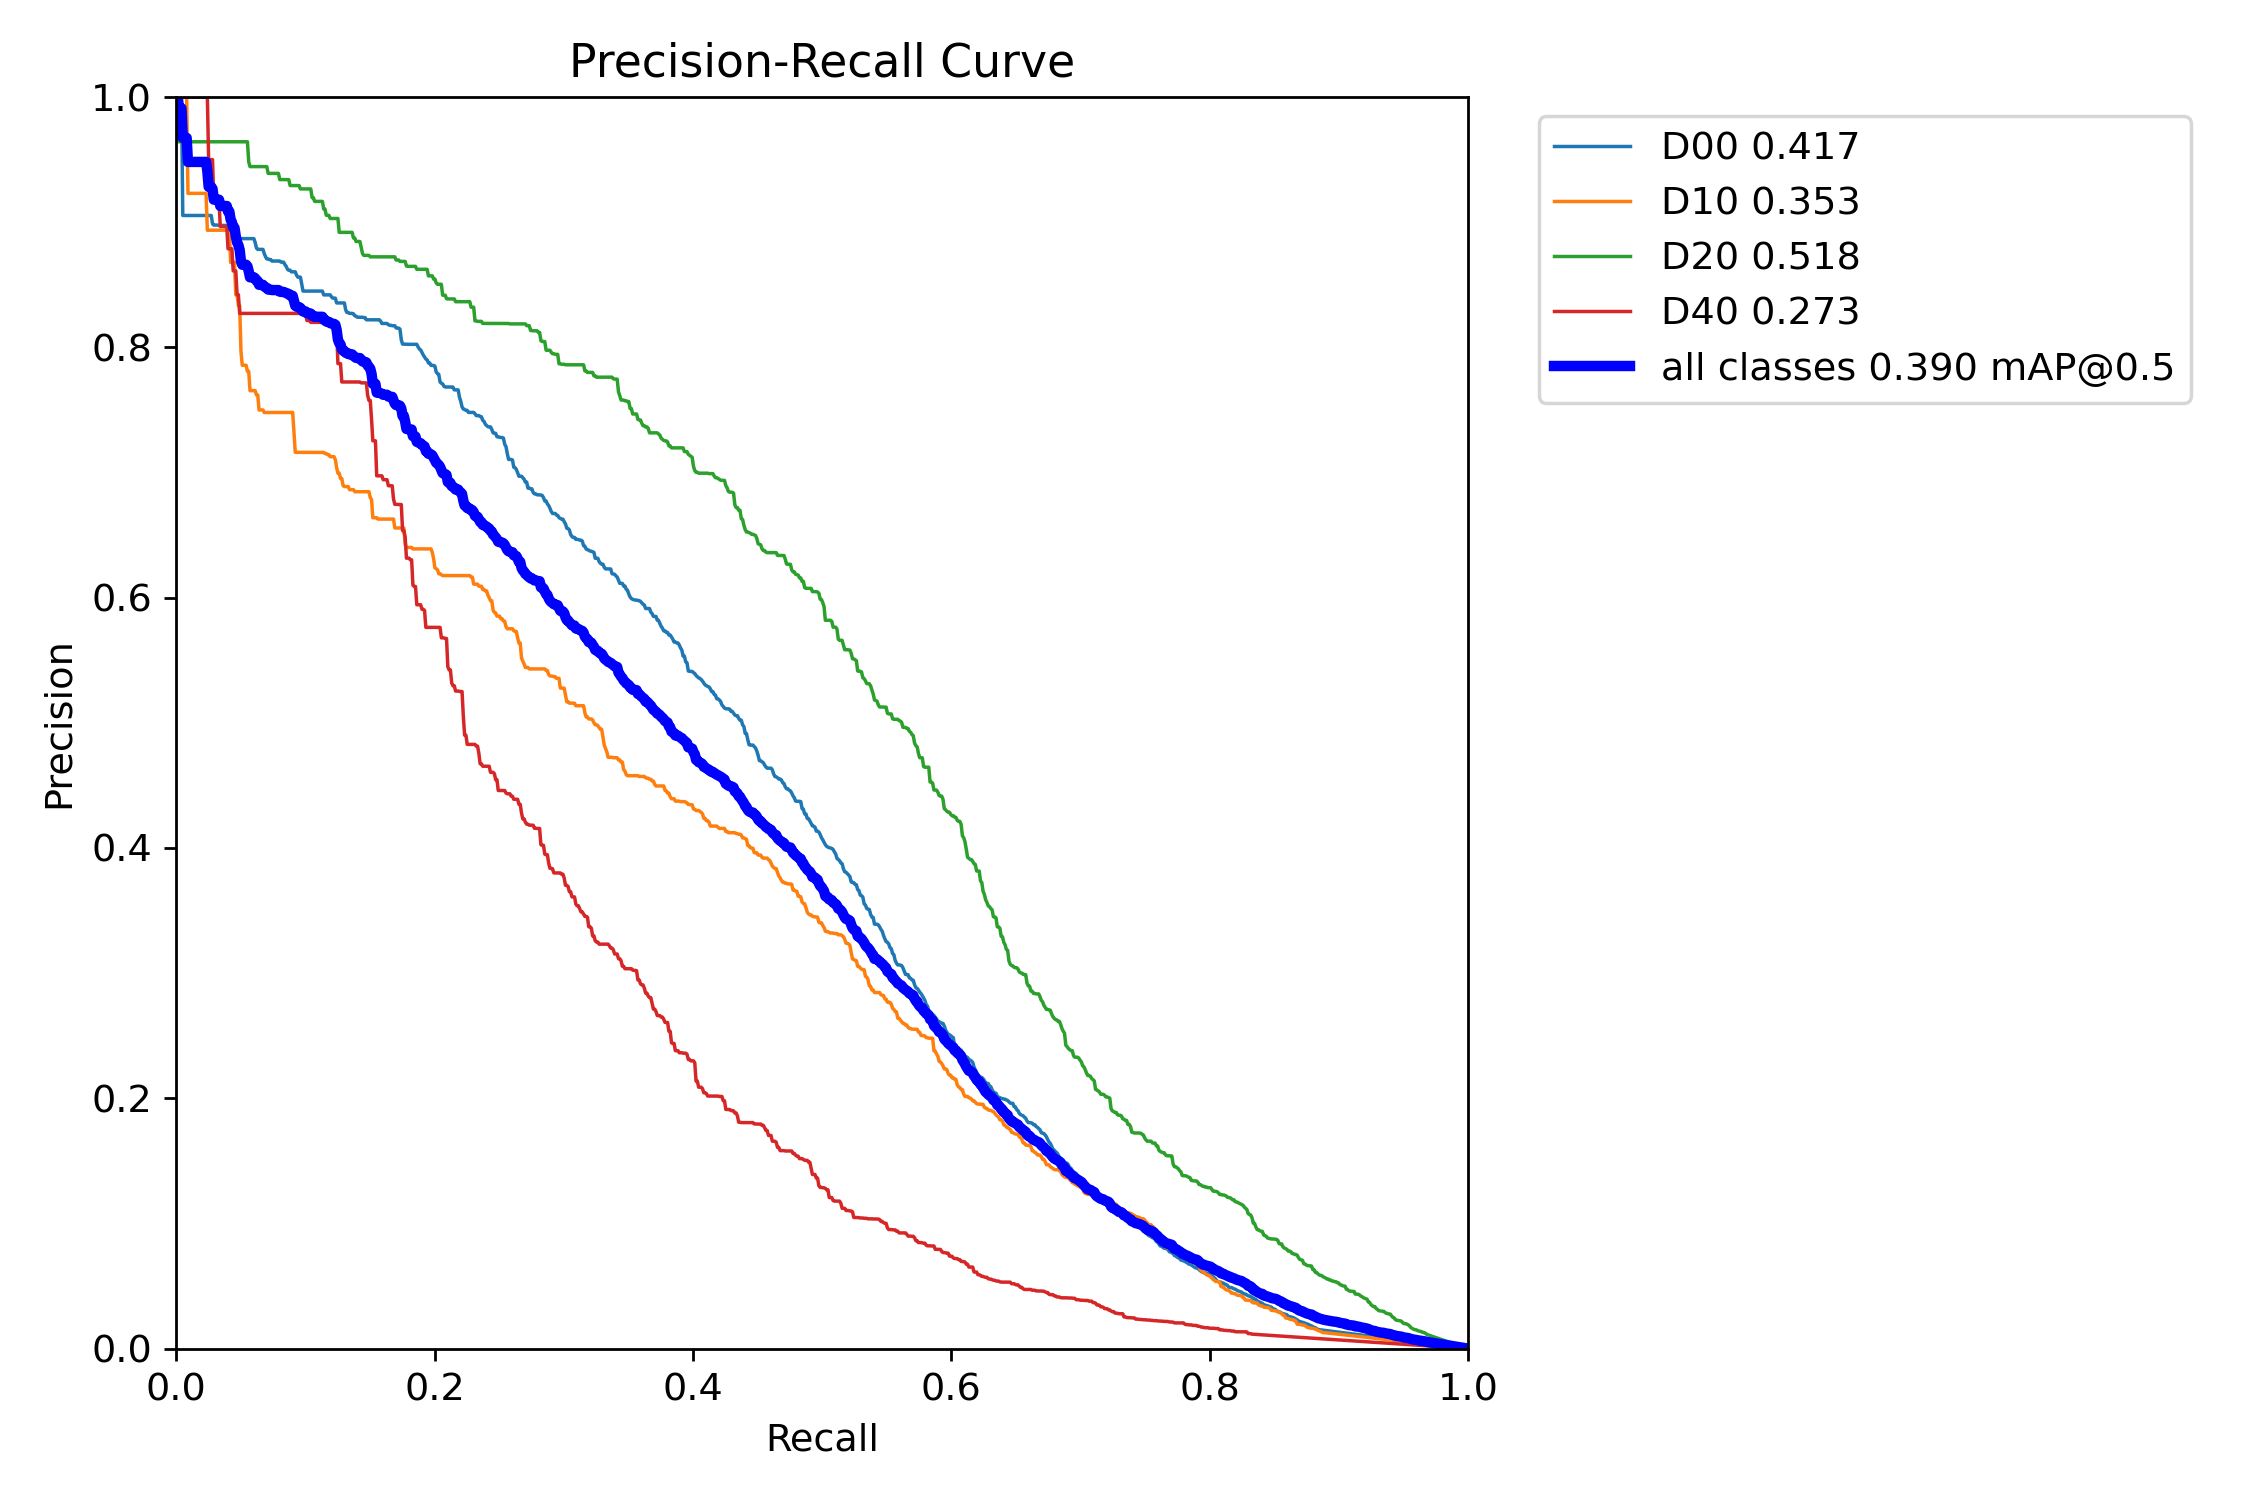 Precision-Recall Curve
1.0
0.8
0.6
0.4
0.2
0.0
Precision
0.0 0.2 0.4 0.6 0.8 1.0
Recall
D00 0.417
D10 0.353
D20 0.518
D40 0.273
all classes 0.390 mAP@0.5